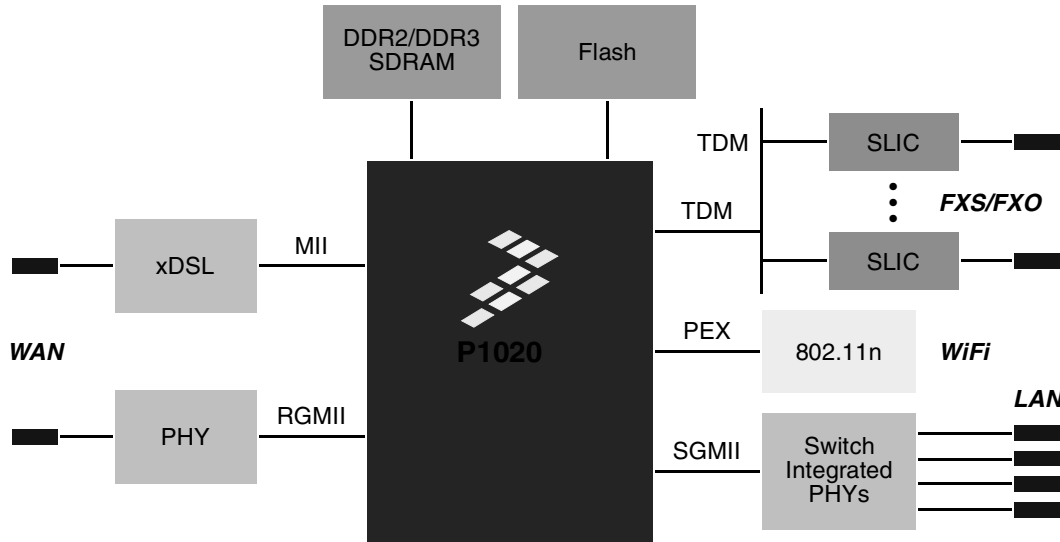 DDR2/DDR3
SDRAM
Flash
TDM
SLIC
TDM
FXS/FXO
SLIC
xDSL
MII
WAN
P1020
PEX
802.11n
WiFi
PHY
RGMII
SGMII
Switch
Integrated
PHYs
LAN